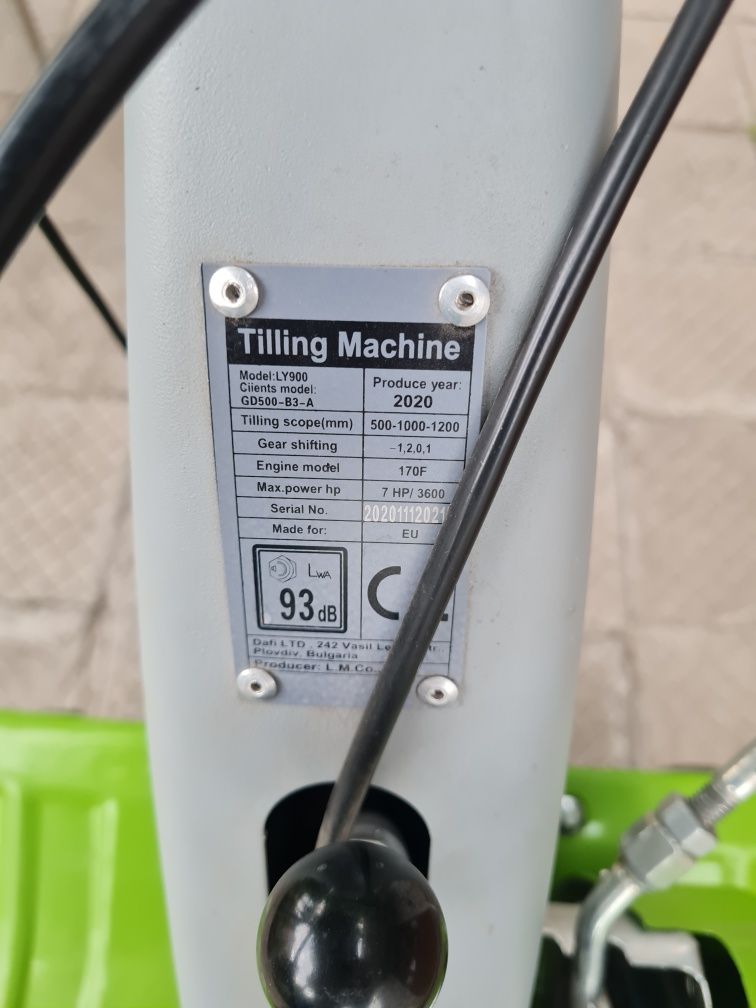 Tilling Machine
Model:LY900
Clients model:
GD500-B3-A
Produce year:
2020
Tilling scope(mm) 500-1000-1200
Gear shifting -1,2,0,1
Engine model 170F
Max.power hp 7 HP/ 3600
Serial No.
Made for: EU
LWA
93dB
Dafi LTD , 242 Vasil
Plovdiv, Bulgaria
Producer: L.M.Co.